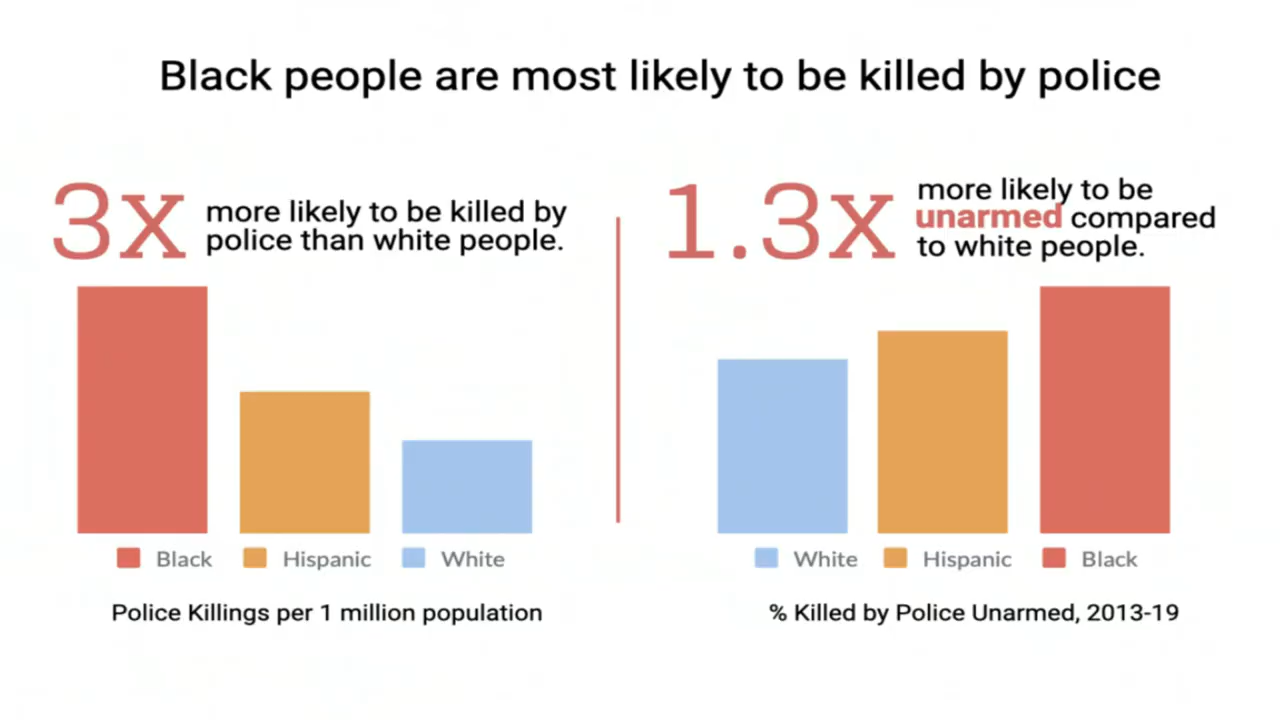 Black people are most likely to be killed by police
3x
more likely to be killed by
police than white people.
Black
Hispanic
White
Police Killings per 1 million population
1.3x
more likely to be
unarmed compared
to white people.
White
Hispanic
Black
% Killed by Police Unarmed, 2013-19